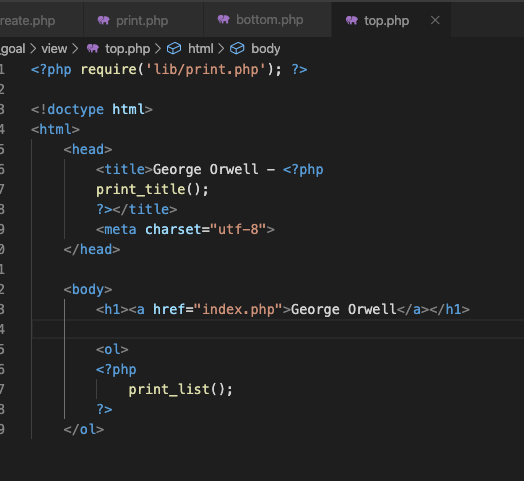 reate.php print.php bottom.php top.php ×
_goal > view > top.php > html > body
1 <?php require('lib/print.php'); ?>
2
3 <!doctype html>
4 <html>
5 <head>
6 <title>George Orwell - <?php
7 print_title();
8 ?></title>
9 <meta charset="utf-8">
0 </head>
1
2 <body>
3 <h1><a href="index.php">George Orwell</a></h1>
4
5 <ol>
6 <?php
7 print_list();
8 ?>
9 </ol>